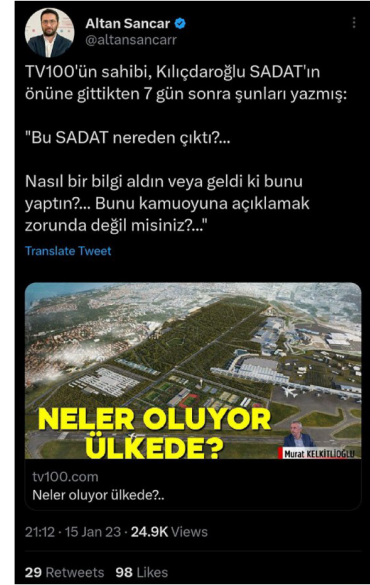 Altan Sancar
@altansancarr
TV100'ün sahibi, Kılıçdaroğlu SADAT'ın
önüne gittikten 7 gün sonra şunları yazmış:
"Bu SADAT nereden çıktı?...
Nasıl bir bilgi aldın veya geldi ki bunu
yaptın?... Bunu kamuoyuna açıklamak
zorunda değil misiniz?..."
Translate Tweet
NELER OLUYOR
ÜLKEDE?
Murat KELKİTLİOĞLU
tv100.com
Neler oluyor ülkede?..
21:12 · 15 Jan 23 · 24.9K Views
29 Retweets 98 Likes